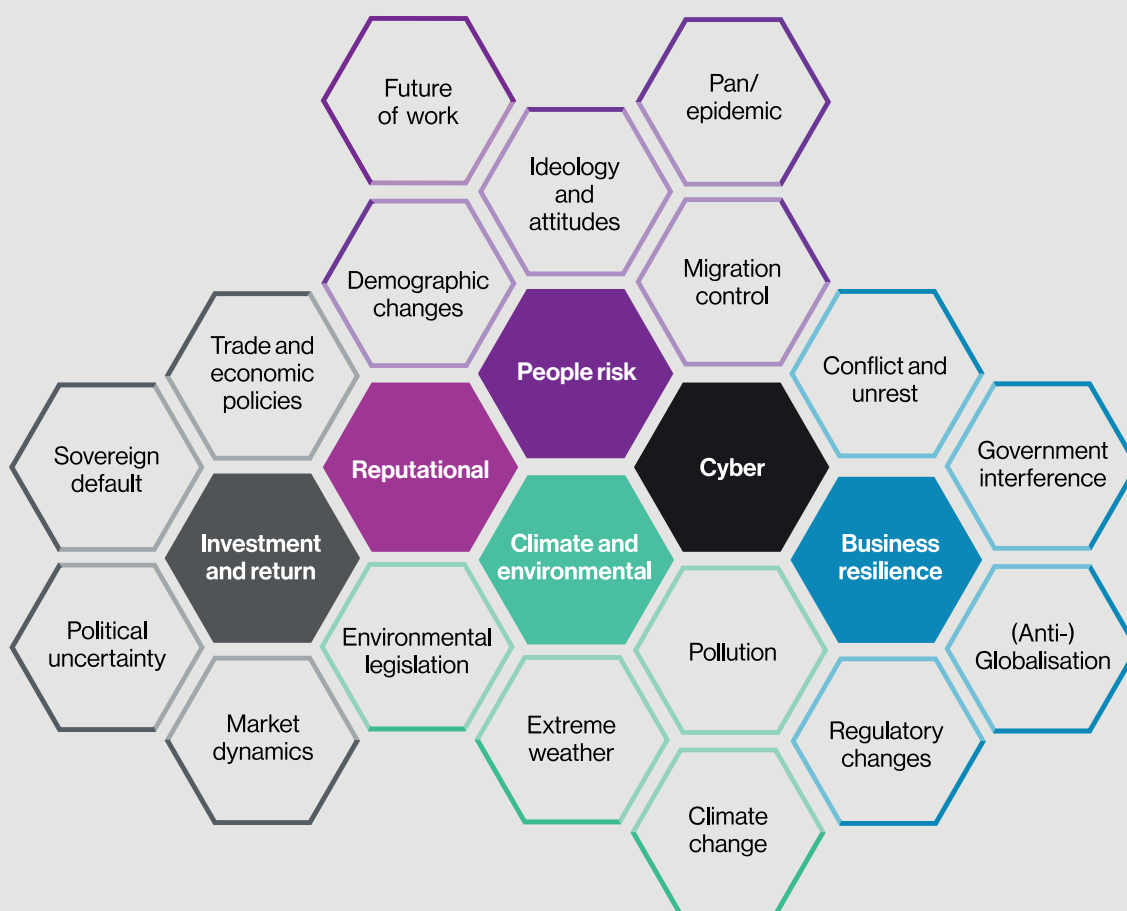 Future
of work
Pan/
epidemic
Ideology
and
attitudes
Demographic
changes
Migration
control
Trade and
economic
policies
People risk
Conflict and
unrest
Sovereign
default
Reputational
Cyber
Government
interference
Investment
and return
Climate and
environmental
Business
resilience
Political
uncertainty
Environmental
legislation
Pollution
(Anti-)
Globalisation
Market
dynamics
Extreme
weather
Regulatory
changes
Climate
change